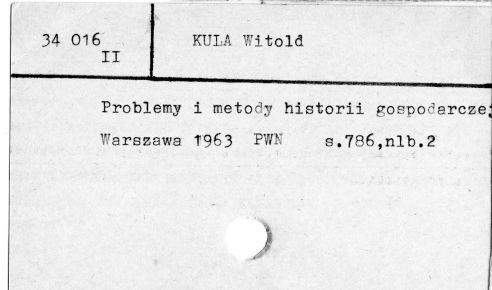 34 016
II
KULA Witold
Problemy i metody historii gospodarczej
Warszawa 1963 PWN s.786,nlb.2